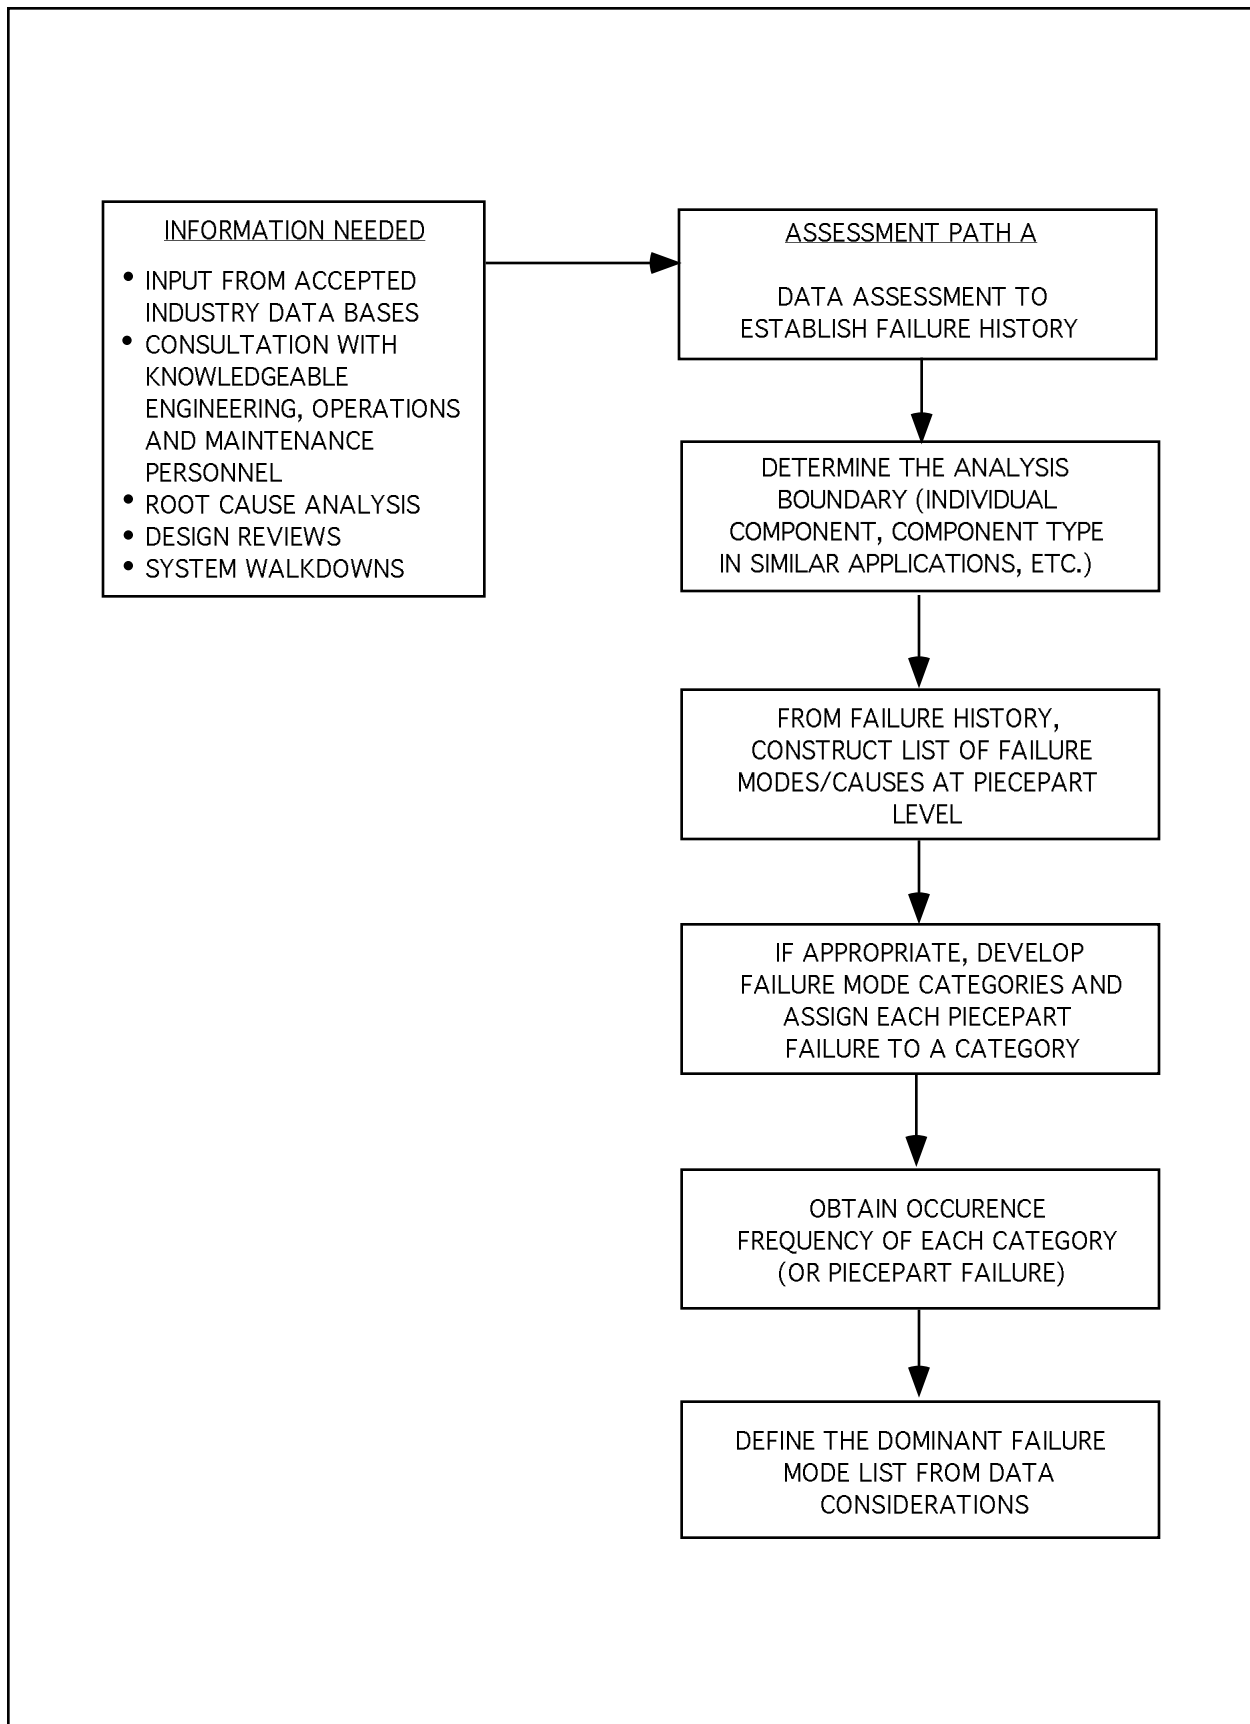 INFORMATION NEEDED
• INPUT FROM ACCEPTED
INDUSTRY DATA BASES
• CONSULTATION WITH
KNOWLEDGEABLE
ENGINEERING, OPERATIONS
AND MAINTENANCE
PERSONNEL
• ROOT CAUSE ANALYSIS
• DESIGN REVIEWS
• SYSTEM WALKDOWNS
ASSESSMENT PATH A
DATA ASSESSMENT TO
ESTABLISH FAILURE HISTORY
DETERMINE THE ANALYSIS
BOUNDARY (INDIVIDUAL
COMPONENT, COMPONENT TYPE
IN SIMILAR APPLICATIONS, ETC.)
FROM FAILURE HISTORY,
CONSTRUCT LIST OF FAILURE
MODES/CAUSES AT PIECEPART
LEVEL
IF APPROPRIATE, DEVELOP
FAILURE MODE CATEGORIES AND
ASSIGN EACH PIECEPART
FAILURE TO A CATEGORY
OBTAIN OCCURENCE
FREQUENCY OF EACH CATEGORY
(OR PIECEPART FAILURE)
DEFINE THE DOMINANT FAILURE
MODE LIST FROM DATA
CONSIDERATIONS